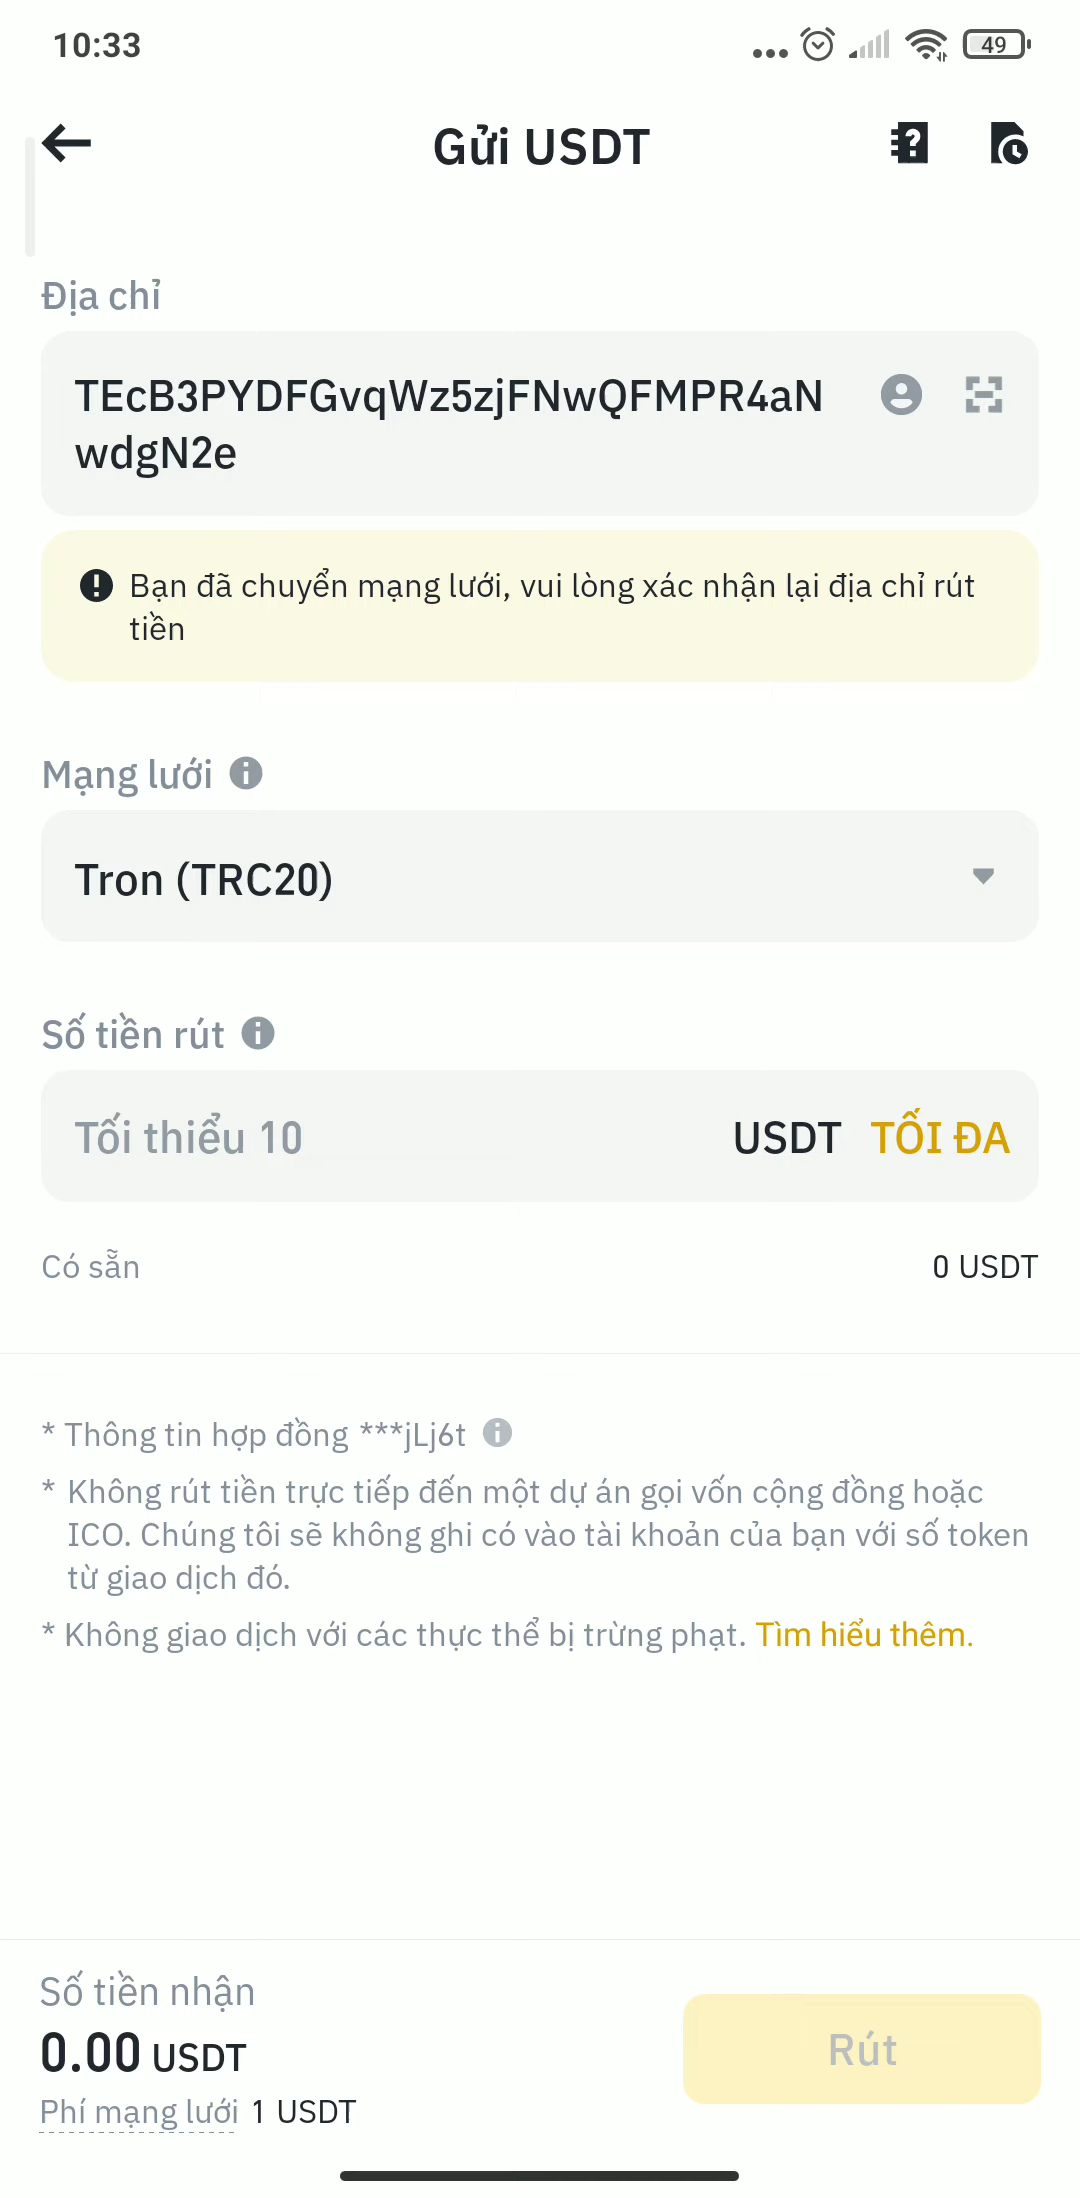 10:33
49
Gửi USDT
Địa chỉ
TEcB3PYDFGvqWz5zjFNwQFMPR4aN
wdgN2e
Bạn đã chuyển mạng lưới, vui lòng xác nhận lại địa chỉ rút
tiền
Mạng lưới
Tron (TRC20)
Số tiền rút
Tối thiểu 10 USDT TỐI ĐA
Có sẵn 0 USDT
* Thông tin hợp đồng ***jLj6t
* Không rút tiền trực tiếp đến một dự án gọi vốn cộng đồng hoặc
ICO. Chúng tôi sẽ không ghi có vào tài khoản của bạn với số token
từ giao dịch đó.
* Không giao dịch với các thực thể bị trừng phạt. Tìm hiểu thêm.
Số tiền nhận
0.00 USDT
Phí mạng lưới 1 USDT
Rút